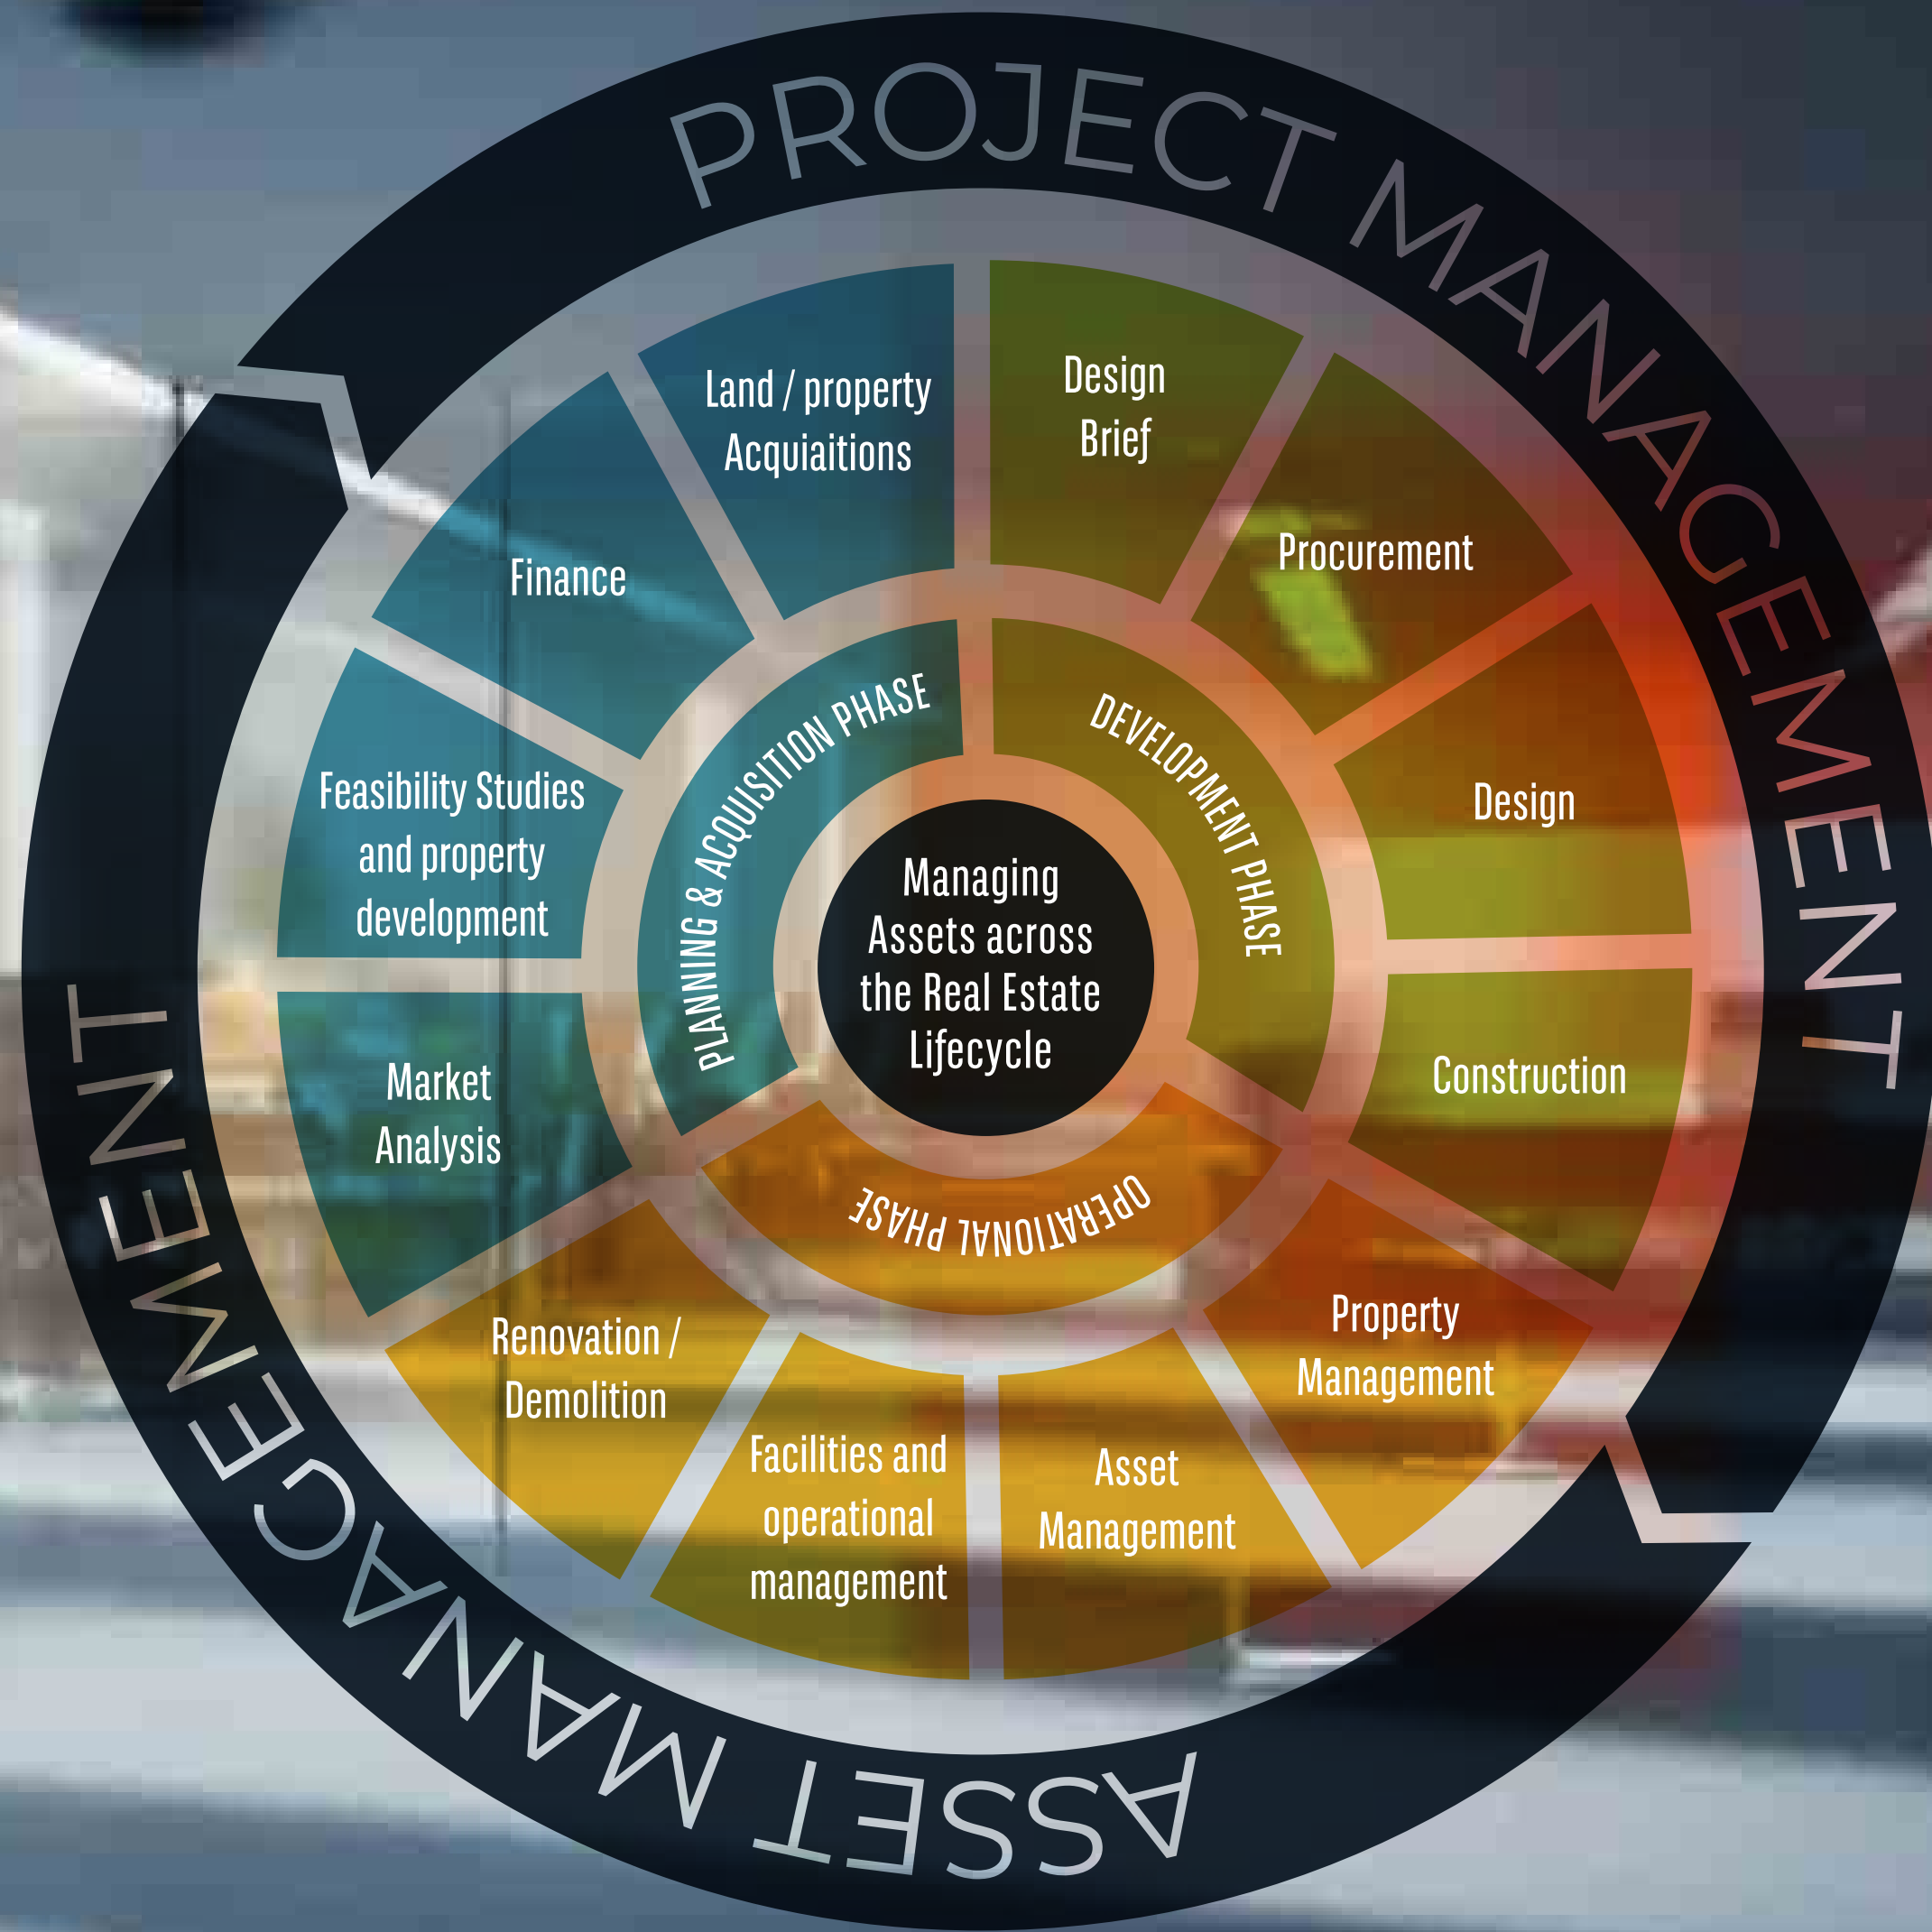 PROJECT MANAGEMENT
Land / property
Acquiaitions
Design
Brief
Finance
Procurement
Feasibility Studies
and property
development
Design
PLANNING & ACQUISITION PHASE
DEVELOPMENT PHASE
Managing
Assets across
the Real Estate
Lifecycle
Market
Analysis
Construction
OPERATIONAL PHASE
Renovation /
Demolition
Property
Management
Facilities and
operational
management
Asset
Management
ASSET MANAGEMENT